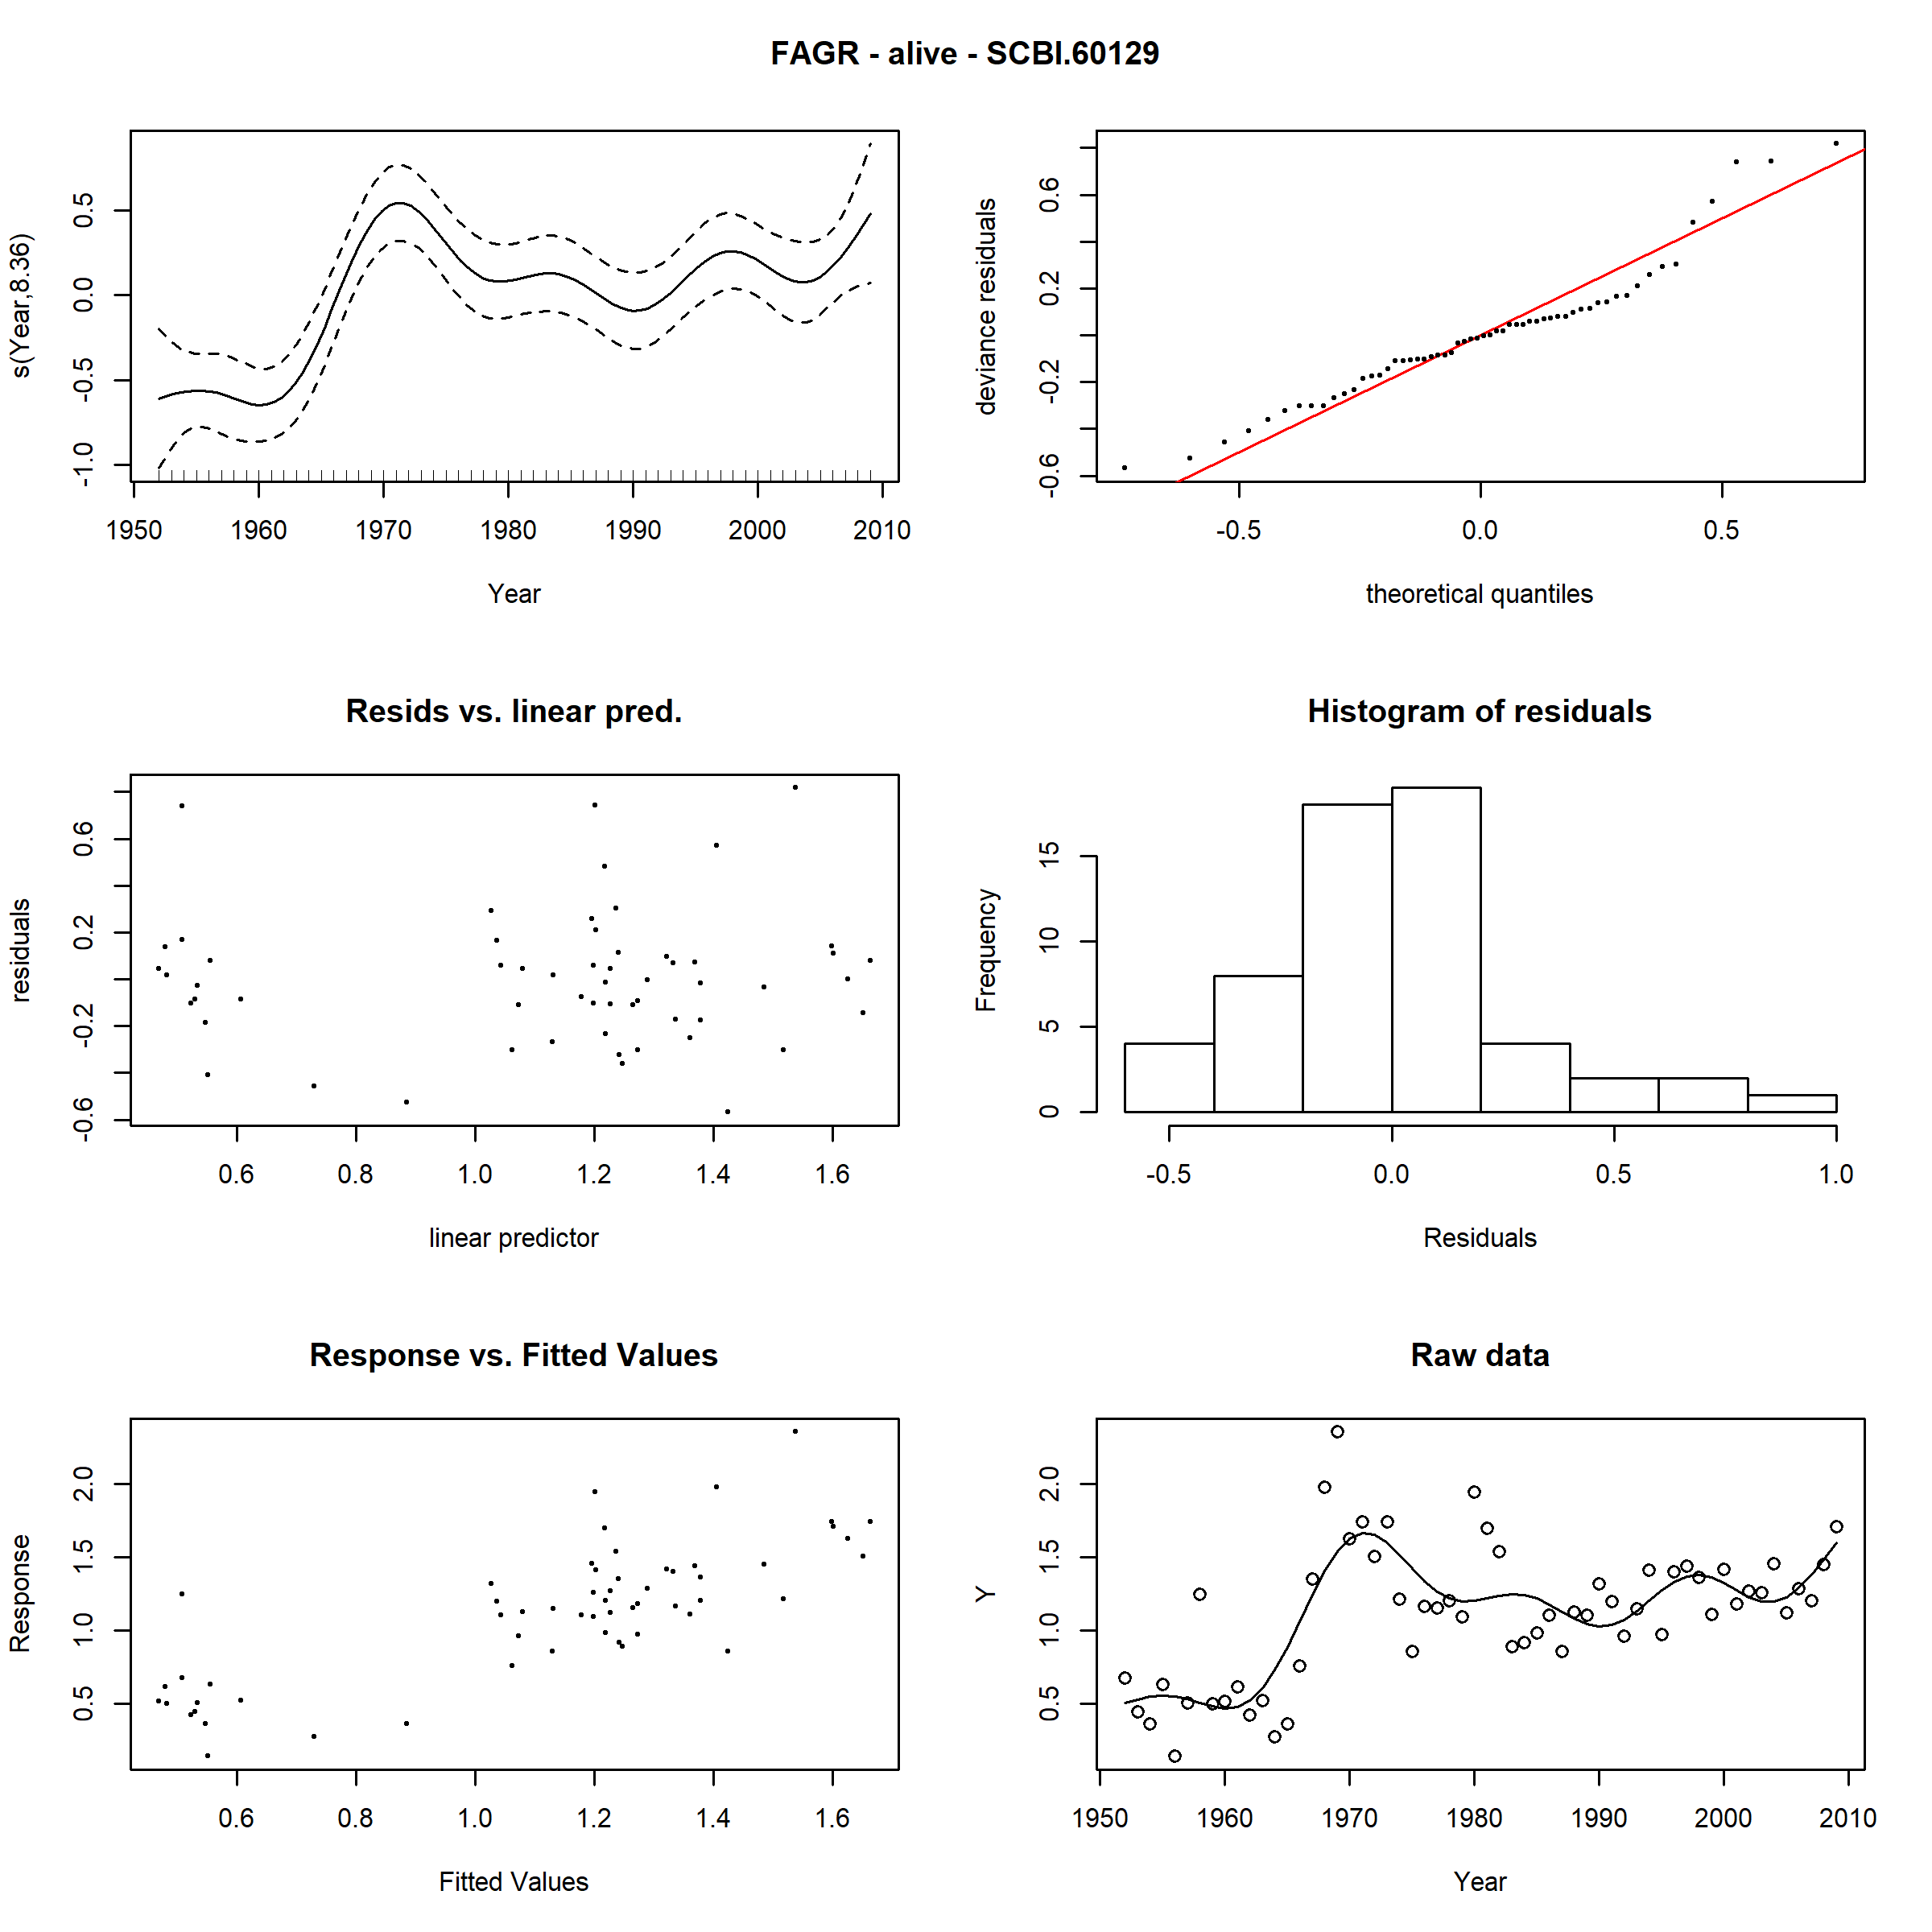 FAGR - alive - SCBI.60129
s(Year,8.36)
-1.0 -0.5 0.0 0.5
1950 1960 1970 1980 1990 2000 2010
Year
deviance residuals
-0.6 -0.2 0.2 0.6
-0.5 0.0 0.5
theoretical quantiles
Resids vs. linear pred.
residuals
-0.6 -0.2 0.2 0.6
0.6 0.8 1.0 1.2 1.4 1.6
linear predictor
Histogram of residuals
Frequency
0 5 10 15
-0.5 0.0 0.5 1.0
Residuals
Response vs. Fitted Values
Response
0.5 1.0 1.5 2.0
0.6 0.8 1.0 1.2 1.4 1.6
Fitted Values
Raw data
Y
0.5 1.0 1.5 2.0
1950 1960 1970 1980 1990 2000 2010
Year